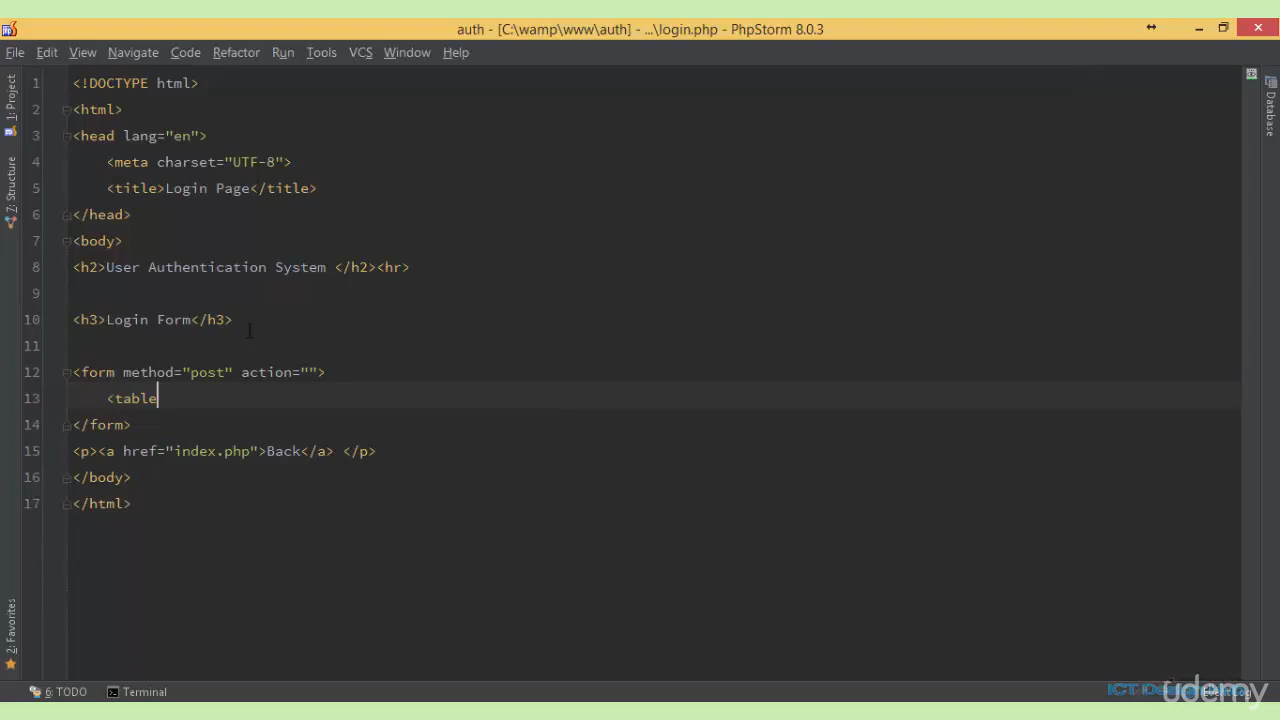 auth - [C:\wamp\www\auth] - ...\login.php - PhpStorm 8.0.3
File Edit View Navigate Code Refactor Run Tools VCS Window Help
1: Project
7: Structure
2: Favorites
Database
1 <!DOCTYPE html>
2 <html>
3 <head lang="en">
4 <meta charset="UTF-8">
5 <title>Login Page</title>
6 </head>
7 <body>
8 <h2>User Authentication System </h2><hr>
9
10 <h3>Login Form</h3>
11
12 <form method="post" action="">
13 <table
14 </form>
15 <p><a href="index.php">Back</a> </p>
16 </body>
17 </html>
6: TODO Terminal
udemy